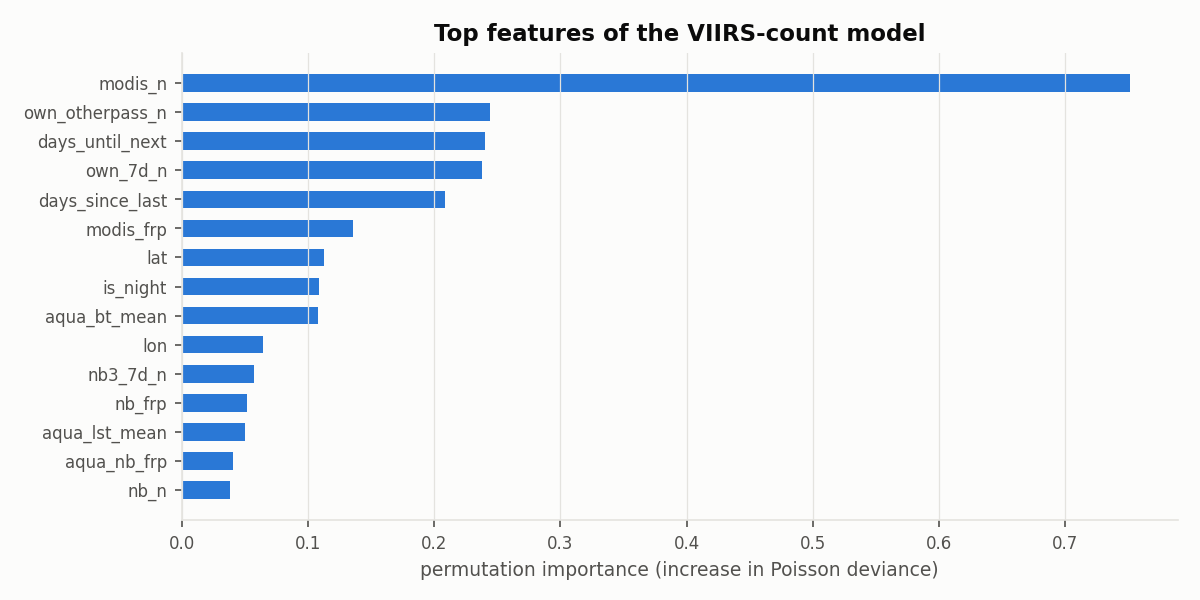 Top features of the VIIRS-count model
modis_n
own_otherpass_n
days_until_next
own_7d_n
days_since_last
modis_frp
lat
is_night
aqua_bt_mean
lon
nb3_7d_n
nb_frp
aqua_lst_mean
aqua_nb_frp
nb_n
0.0 0.1 0.2 0.3 0.4 0.5 0.6 0.7
permutation importance (increase in Poisson deviance)